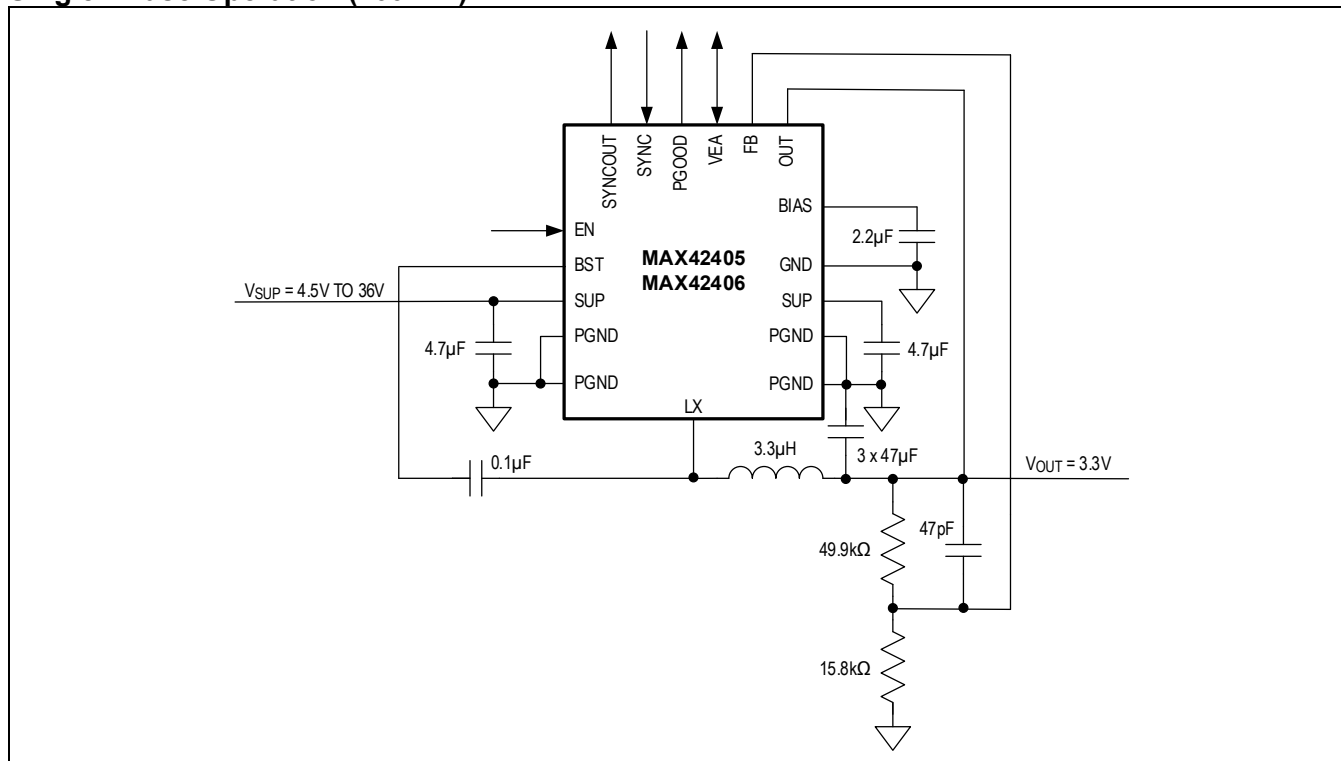 SYNCOUT
SYNC
PGOOD
VEA
FB
OUT
EN
BST
SUP
PGND
PGND
MAX42405
MAX42406
BIAS
GND
SUP
PGND
PGND
LX
2.2µF
VSUP = 4.5V TO 36V
4.7µF
4.7µF
0.1µF
3.3µH
3 x 47µF
VOUT = 3.3V
49.9kΩ
47pF
15.8kΩ